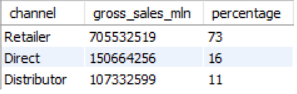 channel gross_sales_mln percentage
Retailer 705532519 73
Direct 150664256 16
Distributor 107332599 11